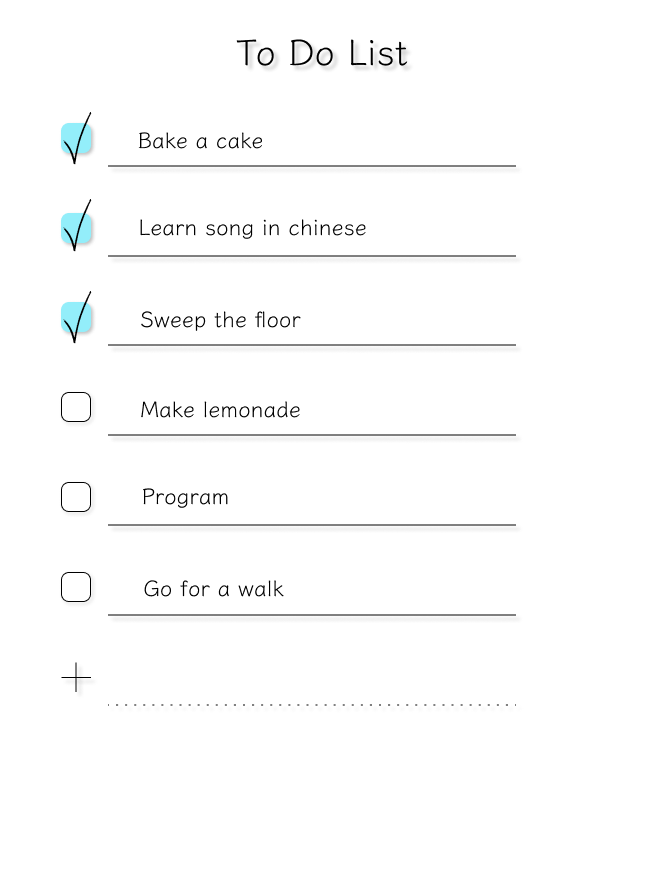 To Do List
Bake a cake
Learn song in chinese
Sweep the floor
Make lemonade
Program
Go for a walk